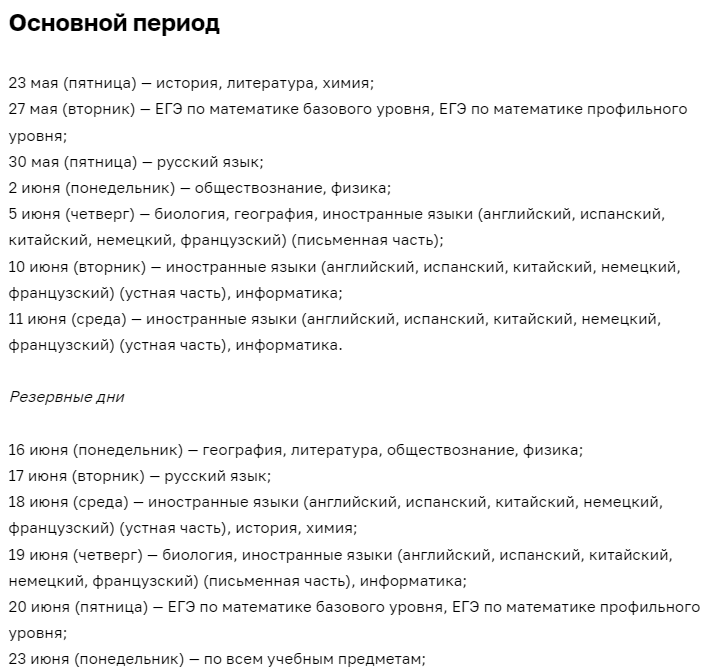 Основной период
23 мая (пятница) — история, литература, химия;
27 мая (вторник) — ЕГЭ по математике базового уровня, ЕГЭ по математике профильного
уровня;
30 мая (пятница) — русский язык;
2 июня (понедельник) — обществознание, физика;
5 июня (четверг) — биология, география, иностранные языки (английский, испанский,
китайский, немецкий, французский) (письменная часть);
10 июня (вторник) — иностранные языки (английский, испанский, китайский, немецкий,
французский) (устная часть), информатика;
11 июня (среда) — иностранные языки (английский, испанский, китайский, немецкий,
французский) (устная часть), информатика.
Резервные дни
16 июня (понедельник) — география, литература, обществознание, физика;
17 июня (вторник) — русский язык;
18 июня (среда) — иностранные языки (английский, испанский, китайский, немецкий,
французский) (устная часть), история, химия;
19 июня (четверг) — биология, иностранные языки (английский, испанский, китайский,
немецкий, французский) (письменная часть), информатика;
20 июня (пятница) — ЕГЭ по математике базового уровня, ЕГЭ по математике профильного
уровня;
23 июня (понедельник) — по всем учебным предметам;